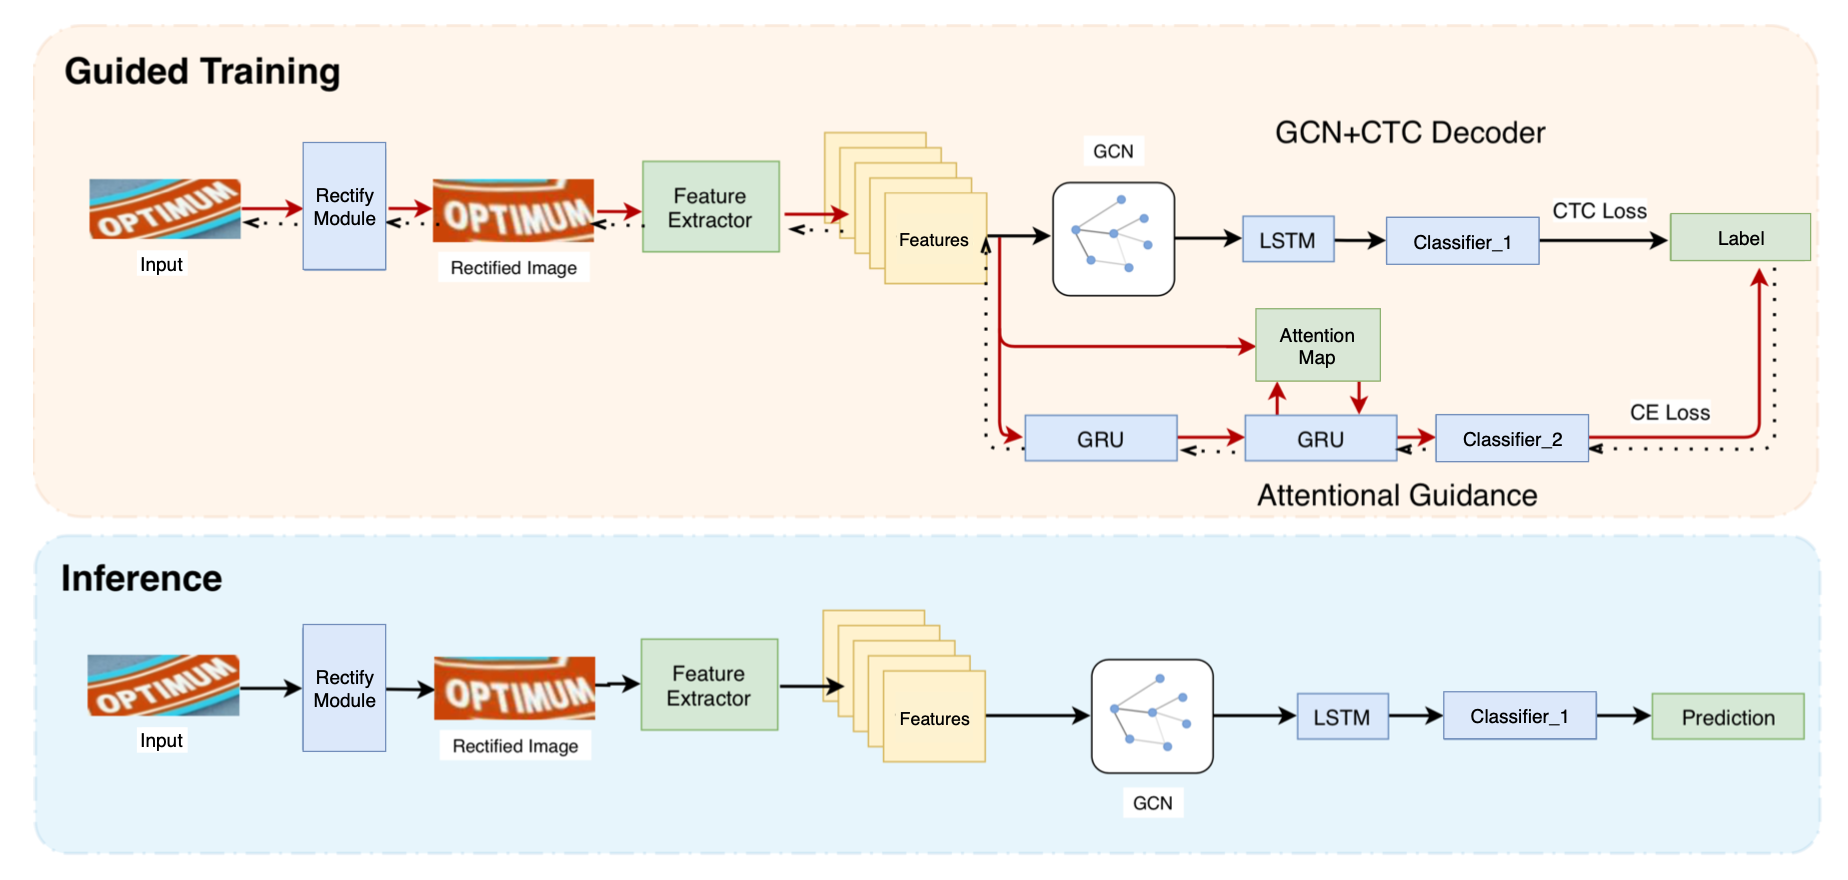 Guided Training
GCN+CTC Decoder
GCN
OPTIMUM
Input
Rectify
Module
OPTIMUM
Rectified Image
Feature
Extractor
Features
LSTM
Classifier_1
CTC Loss
Label
Attention
Map
GRU
GRU
Classifier_2
CE Loss
Attentional Guidance
Inference
OPTIMUM
Input
Rectify
Module
OPTIMUM
Rectified Image
Feature
Extractor
Features
GCN
LSTM
Classifier_1
Prediction